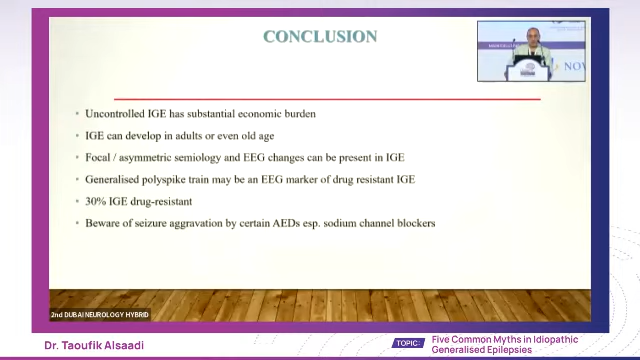 CONCLUSION
• Uncontrolled IGE has substantial economic burden
• IGE can develop in adults or even old age
• Focal / asymmetric semiology and EEG changes can be present in IGE
• Generalised polyspike train may be an EEG marker of drug resistant IGE
• 30% IGE drug-resistant
• Beware of seizure aggravation by certain AEDs esp. sodium channel blockers
2nd DUBAI NEUROLOGY HYBRID
Dr. Taoufik Alsaadi
TOPIC:
Five Common Myths in Idiopathic
Generalised Epilepsies